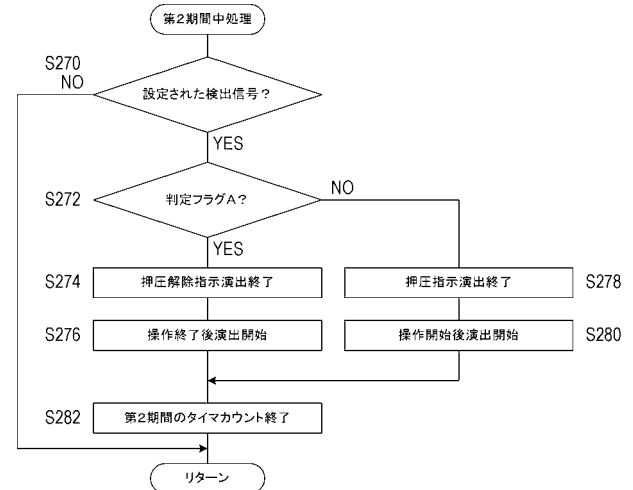 第2期間中処理
S270
NO
設定された検出信号？
YES
S272
判定フラグA？
NO
YES
S274
押圧解除指示演出終了
押圧指示演出終了
S278
S276
操作終了後演出開始
操作開始後演出開始
S280
S282
第2期間のタイマカウント終了
リターン